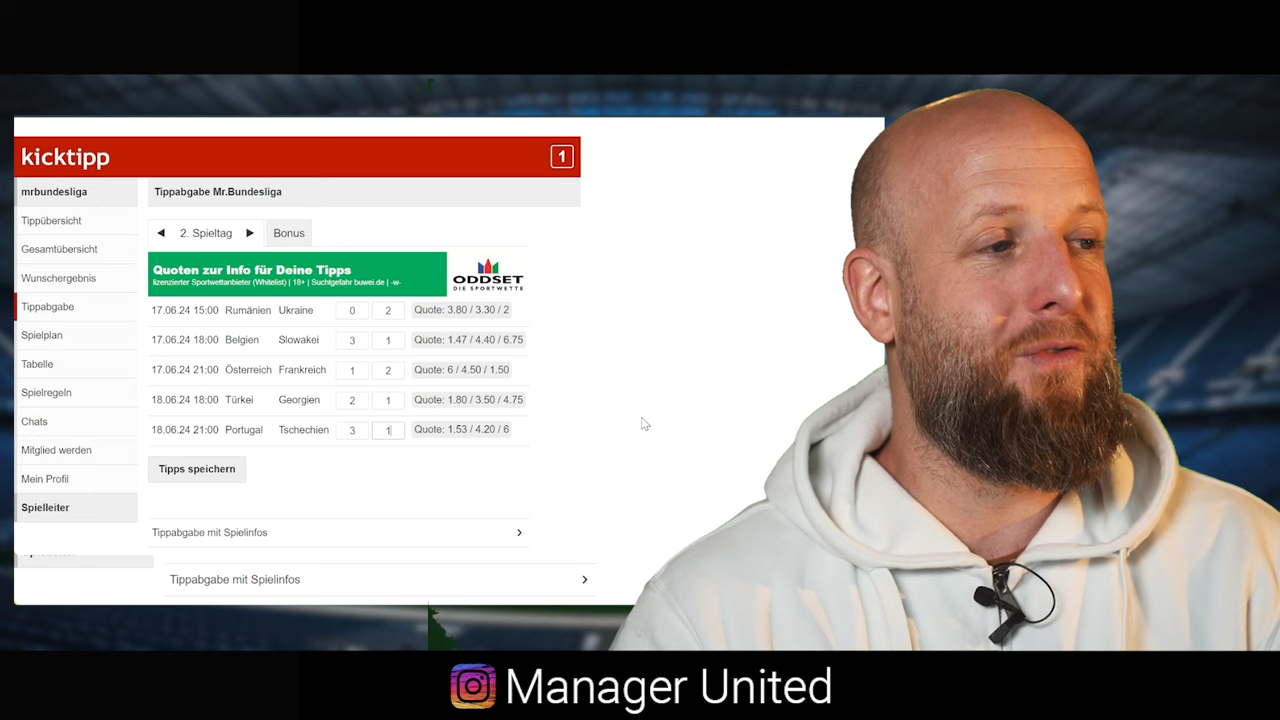 kicktipp
1
mrbundesliga
Tippübersicht
Gesamtübersicht
Wunschergebnis
Tippabgabe
Spielplan
Tabelle
Spielregeln
Chats
Mitglied werden
Mein Profil
Spielleiter
Tippabgabe Mr.Bundesliga
◀ 2. Spieltag ▶ Bonus
Quoten zur Info für Deine Tipps
lizenzierter Sportwettanbieter (Whitelist) | 18+ | Suchtgefahr buwei.de | -w-
ODDSET
DIE SPORTWETTE
17.06.24 15:00 Rumänien Ukraine 0 2 Quote: 3.80 / 3.30 / 2
17.06.24 18:00 Belgien Slowakei 3 1 Quote: 1.47 / 4.40 / 6.75
17.06.24 21:00 Österreich Frankreich 1 2 Quote: 6 / 4.50 / 1.50
18.06.24 18:00 Türkei Georgien 2 1 Quote: 1.80 / 3.50 / 4.75
18.06.24 21:00 Portugal Tschechien 3 1 Quote: 1.53 / 4.20 / 6
Tipps speichern
Tippabgabe mit Spielinfos
Tippabgabe mit Spielinfos
Manager United